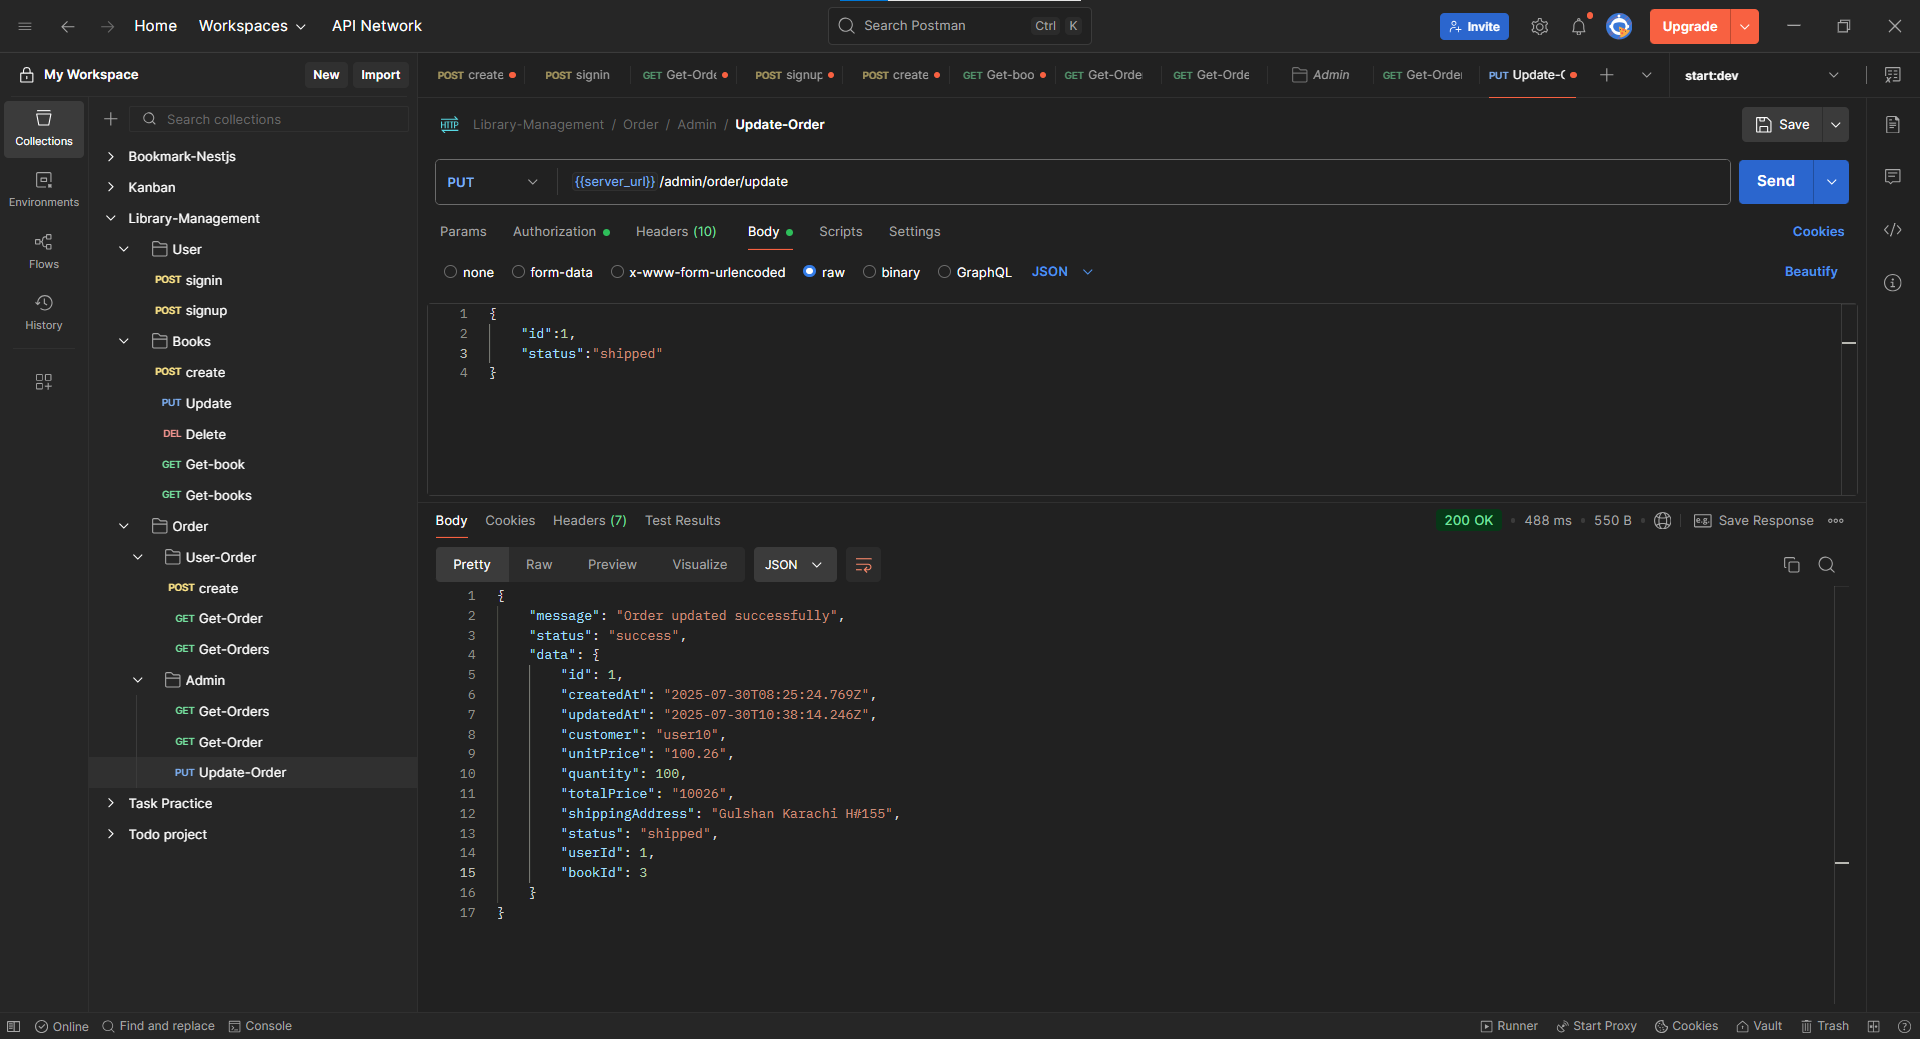 Home Workspaces API Network Search Postman Ctrl K Invite Upgrade
My Workspace New Import
POST create POST signin GET Get-Orde POST signup POST create GET Get-boo GET Get-Orde GET Get-Orde Admin GET Get-Order PUT Update-O start:dev
Search collections
Collections
Environments
Flows
History
Bookmark-Nestjs
Kanban
Library-Management
User
POST signin
POST signup
Books
POST create
PUT Update
DEL Delete
GET Get-book
GET Get-books
Order
User-Order
POST create
GET Get-Order
GET Get-Orders
Admin
GET Get-Orders
GET Get-Order
PUT Update-Order
Task Practice
Todo project
HTTP Library-Management / Order / Admin / Update-Order Save
PUT {{server_url}} /admin/order/update Send
Params Authorization Headers (10) Body Scripts Settings Cookies
none form-data x-www-form-urlencoded raw binary GraphQL JSON Beautify
1 {
2 "id":1,
3 "status":"shipped"
4 }
Body Cookies Headers (7) Test Results 200 OK 488 ms 550 B e.g. Save Response
Pretty Raw Preview Visualize JSON
1 {
2 "message": "Order updated successfully",
3 "status": "success",
4 "data": {
5 "id": 1,
6 "createdAt": "2025-07-30T08:25:24.769Z",
7 "updatedAt": "2025-07-30T10:38:14.246Z",
8 "customer": "user10",
9 "unitPrice": "100.26",
10 "quantity": 100,
11 "totalPrice": "10026",
12 "shippingAddress": "Gulshan Karachi H#155",
13 "status": "shipped",
14 "userId": 1,
15 "bookId": 3
16 }
17 }
Online Find and replace Console Runner Start Proxy Cookies Vault Trash